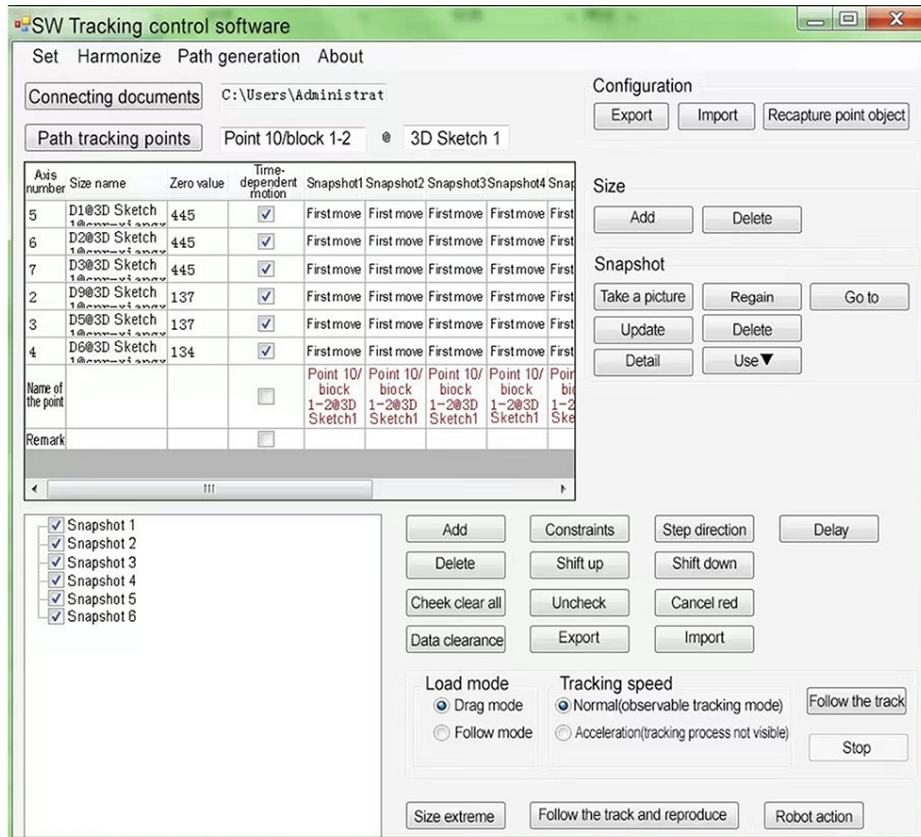 SW Tracking control software
Set Harmonize Path generation About
Connecting documents C:\Users\Administrat
Path tracking points Point 10/block 1-2 @ 3D Sketch 1
Configuration
Export Import Recapture point object
Axis number Size name Zero value Time-dependent motion Snapshot1 Snapshot2 Snapshot3 Snapshot4 Snap
5 D1@3D Sketch 445 First move First move First move First move First
6 D2@3D Sketch 445 First move First move First move First move First
7 D3@3D Sketch 445 First move First move First move First move First
2 D9@3D Sketch 137 First move First move First move First move First
3 D5@3D Sketch 137 First move First move First move First move First
4 D6@3D Sketch 134 First move First move First move First move First
Name of the point
Point 10/ Point 10/ Point 10/ Point 10/ Poin
biock biock biock biock bio
1-2@3D 1-2@3D 1-2@3D 1-2@3D 1-2
Sketch1 Sketch1 Sketch1 Sketch1 Ske
Remark
Size
Add Delete
Snapshot
Take a picture Regain Go to
Update Delete
Detail Use▼
Snapshot 1
Snapshot 2
Snapshot 3
Snapshot 4
Snapshot 5
Snapshot 6
Add Constraints Step direction Delay
Delete Shift up Shift down
Cheek clear all Uncheck Cancel red
Data clearance Export Import
Load mode
Drag mode
Follow mode
Tracking speed
Normal(observable tracking mode)
Acceleration(tracking process not visible)
Follow the track
Stop
Size extreme Follow the track and reproduce Robot action